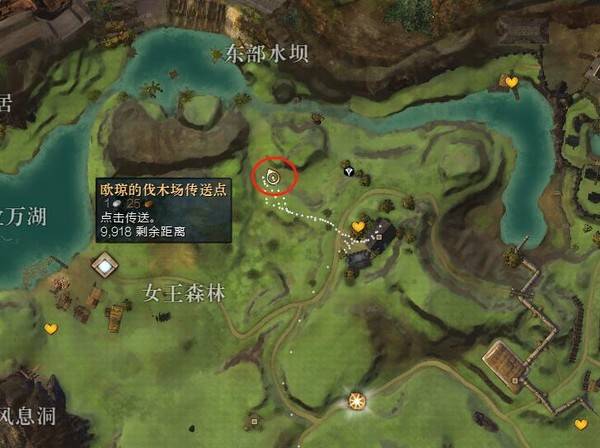 东部水坝
居
欧琼的伐木场传送点
1 25
点击传送。
9,918 剩余距离
万湖
女王森林
风息洞